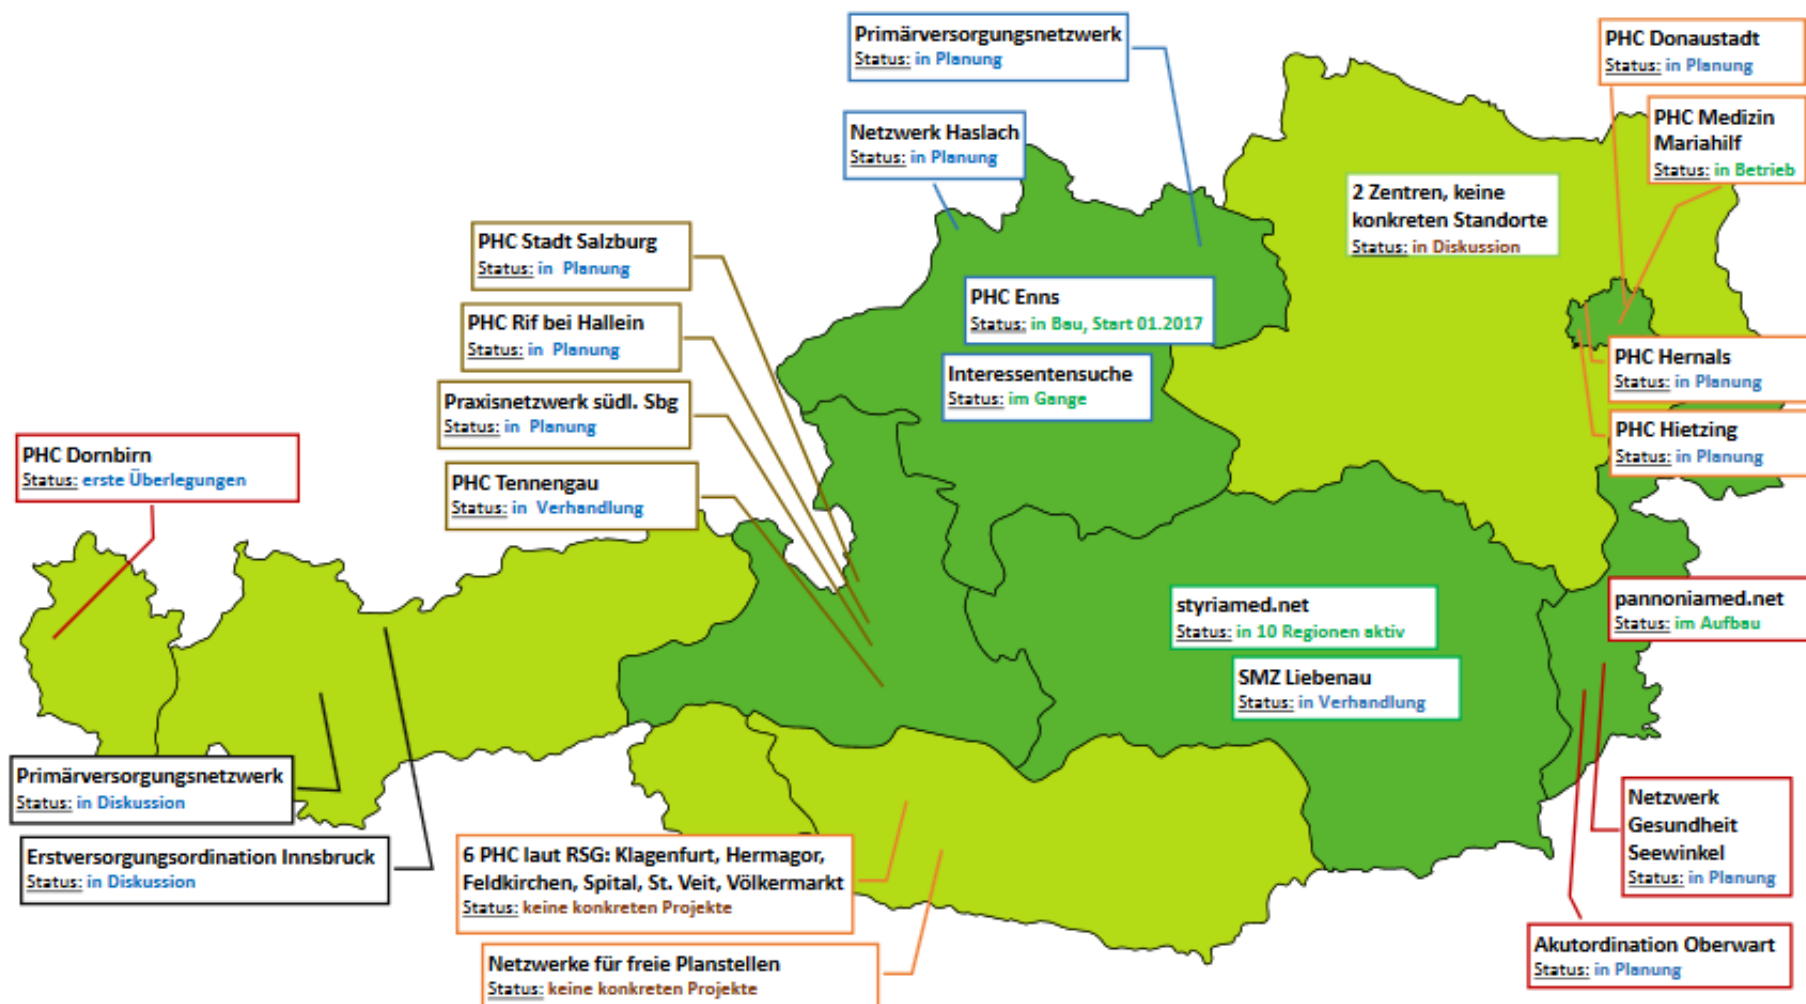 Primärversorgungsnetzwerk
Status: in Planung
PHC Donaustadt
Status: in Planung
Netzwerk Haslach
Status: in Planung
PHC Medizin
Mariahilf
Status: in Betrieb
2 Zentren, keine
konkreten Standorte
Status: in Diskussion
PHC Stadt Salzburg
Status: in Planung
PHC Enns
Status: in Bau, Start 01.2017
PHC Rif bei Hallein
Status: in Planung
Interessentensuche
Status: im Gange
PHC Hernals
Status: in Planung
Praxisnetzwerk südl. Sbg
Status: in Planung
PHC Hietzing
Status: in Planung
PHC Dornbirn
Status: erste Überlegungen
PHC Tennengau
Status: in Verhandlung
styriamed.net
Status: in 10 Regionen aktiv
pannoniamed.net
Status: im Aufbau
SMZ Liebenau
Status: in Verhandlung
Primärversorgungsnetzwerk
Status: in Diskussion
Netzwerk
Gesundheit
Seewinkel
Status: in Planung
Erstversorgungsordination Innsbruck
Status: in Diskussion
6 PHC laut RSG: Klagenfurt, Hermagor,
Feldkirchen, Spital, St. Veit, Völkermarkt
Status: keine konkreten Projekte
Akutordination Oberwart
Status: in Planung
Netzwerke für freie Planstellen
Status: keine konkreten Projekte